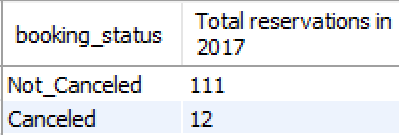 booking_status
Total reservations in
2017
Not_Canceled 111
Canceled 12